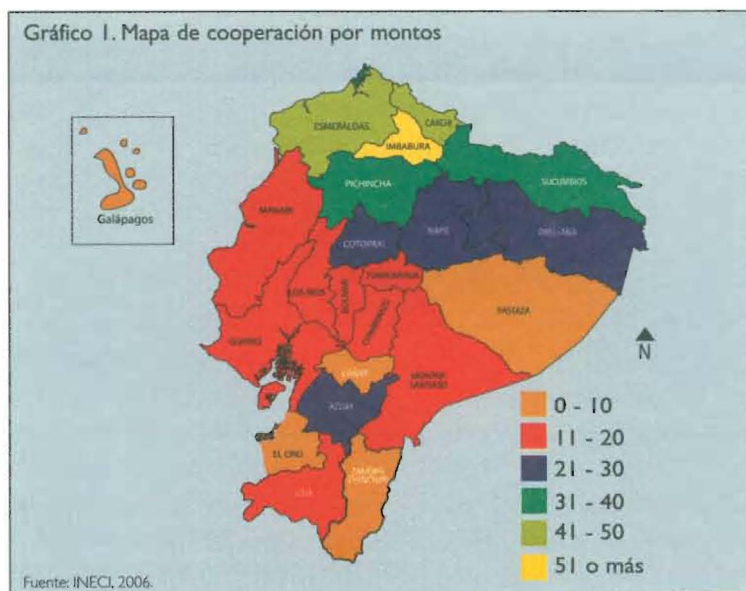 Gráfico 1. Mapa de cooperación por montos
ESMERALDAS
CARCHI
IMBABURA
PICHINCHA
SUCUMBIOS
Galápagos
MANABI
COTOPAXI
NAPO
ORELLANA
TUNGURAHUA
LOS RIOS
BOLIVAR
CHIMBORAZO
PASTAZA
GUAYAS
N
CAÑAR
MORONA
SANTIAGO
AZUAY
EL ORO
ZAMORA
CHINCHIPE
LOJA
0 - 10
11 - 20
21 - 30
31 - 40
41 - 50
51 o más
Fuente: INECI, 2006.